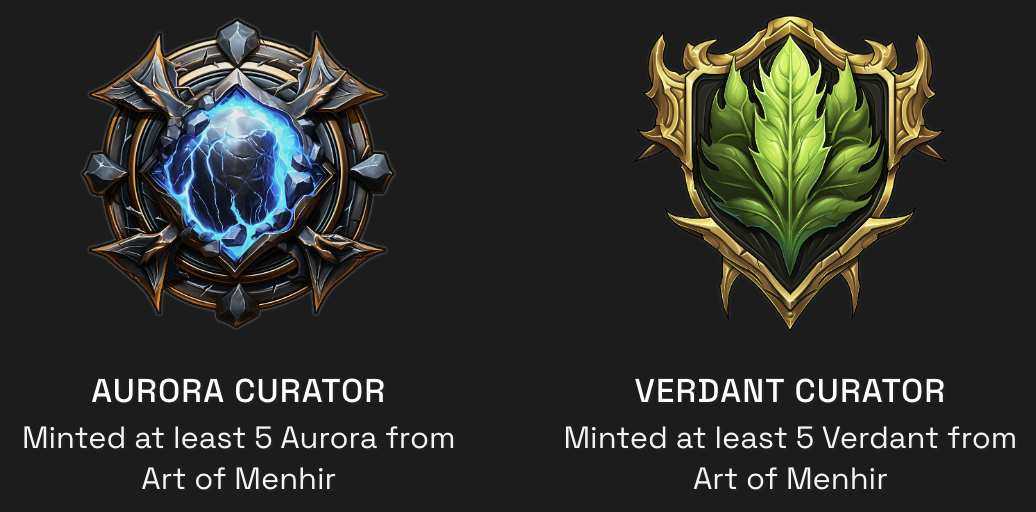 AURORA CURATOR
Minted at least 5 Aurora from
Art of Menhir
VERDANT CURATOR
Minted at least 5 Verdant from
Art of Menhir